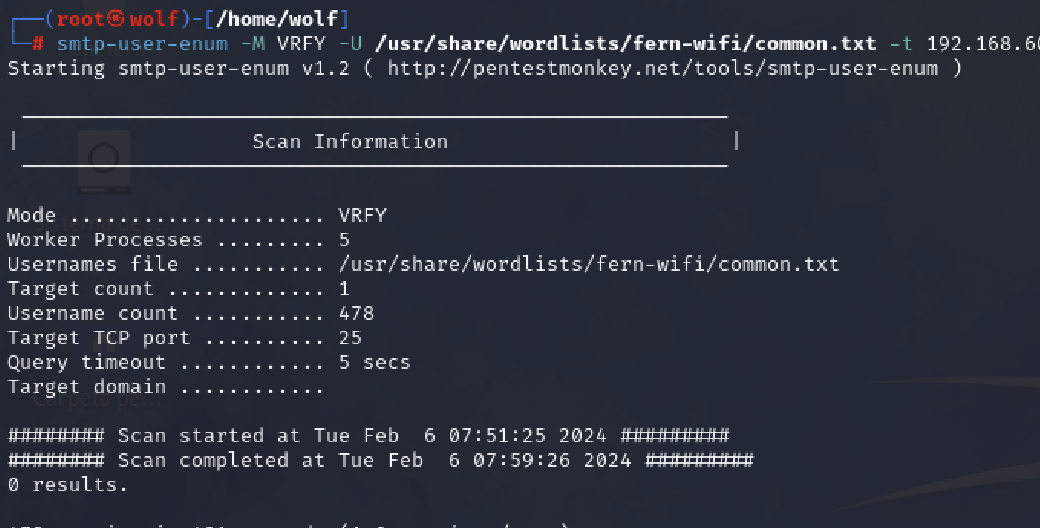 ┌──(root㉿wolf)-[/home/wolf]
└─# smtp-user-enum -M VRFY -U /usr/share/wordlists/fern-wifi/common.txt -t 192.168.60
Starting smtp-user-enum v1.2 ( http://pentestmonkey.net/tools/smtp-user-enum )
| Scan Information |
Mode ..................... VRFY
Worker Processes ......... 5
Usernames file ........... /usr/share/wordlists/fern-wifi/common.txt
Target count ............. 1
Username count ........... 478
Target TCP port .......... 25
Query timeout ............ 5 secs
Target domain ............
######## Scan started at Tue Feb  6 07:51:25 2024 #########
######## Scan completed at Tue Feb  6 07:59:26 2024 #########
0 results.